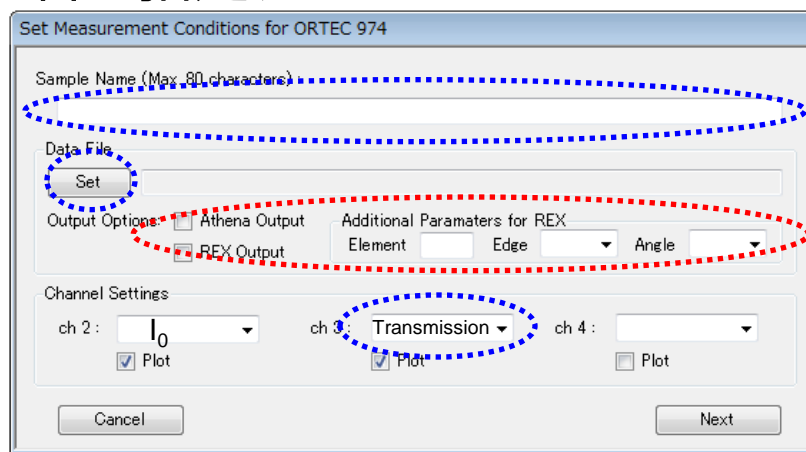 Set Measurement Conditions for ORTEC 974
Sample Name (Max. 80 characters) :
Data File
Set
Output Options: Athena Output Additional Paramaters for REX
REX Output Element Edge Angle
Channel Settings
ch 2 : I0 ch 3 : Transmission ch 4 :
Plot Plot Plot
Cancel Next